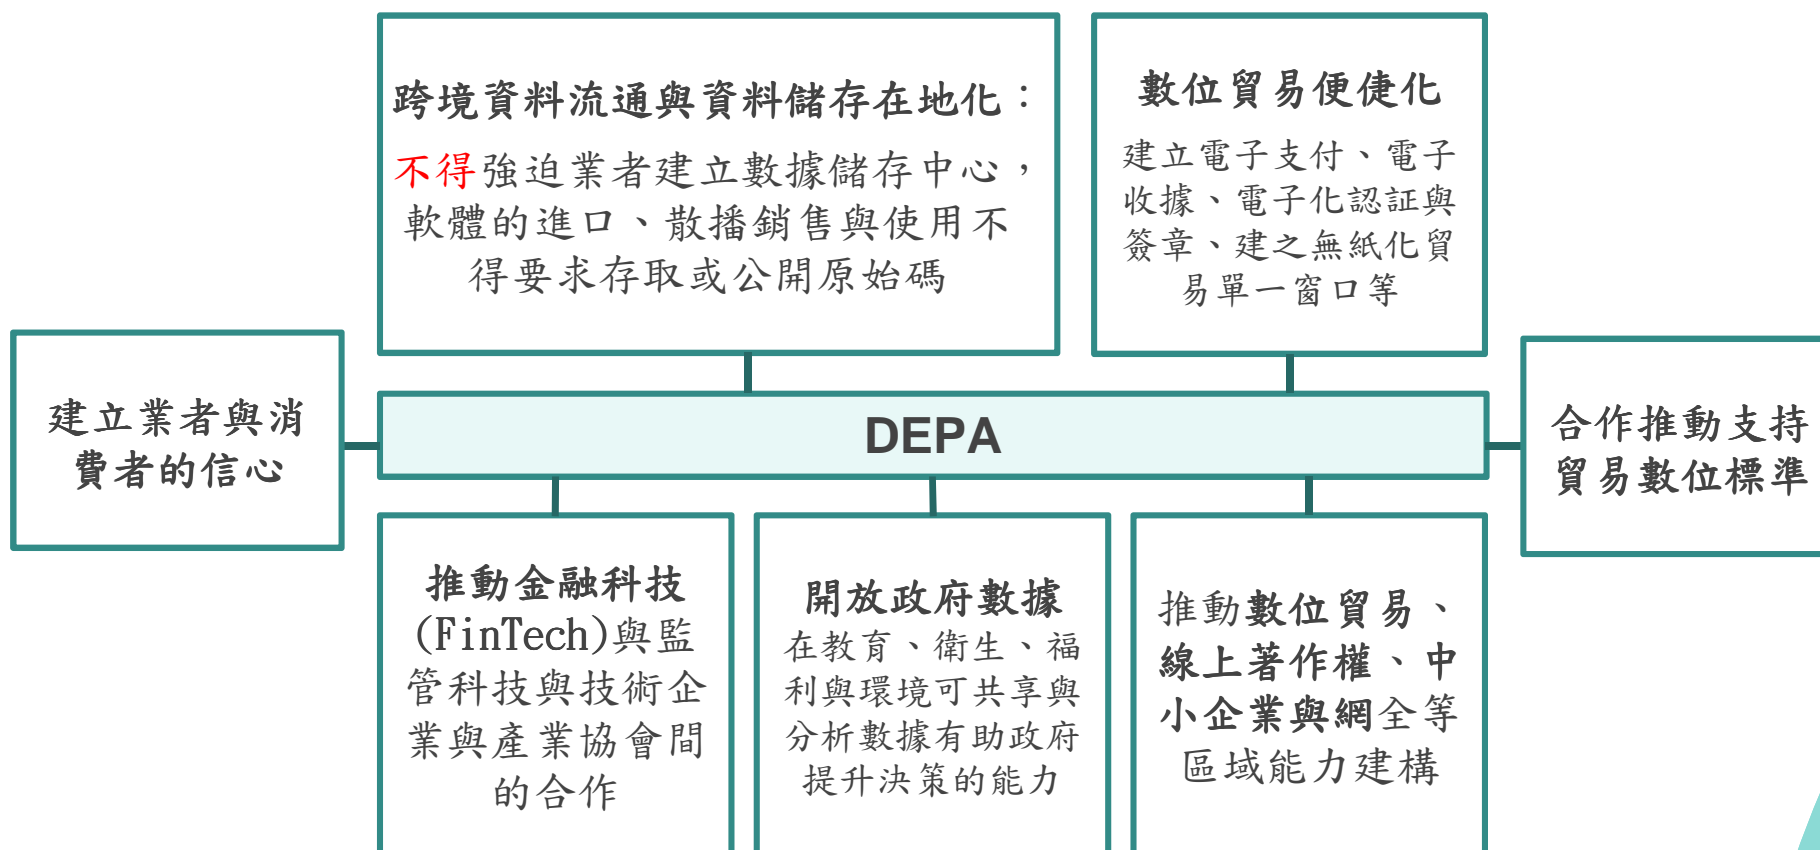 跨境資料流通與資料儲存在地化：
不得強迫業者建立數據儲存中心，
軟體的進口、散播銷售與使用不
得要求存取或公開原始碼
數位貿易便倢化
建立電子支付、電子
收據、電子化認証與
簽章、建之無紙化貿
易單一窗口等
建立業者與消
費者的信心
DEPA
合作推動支持
貿易數位標準
推動金融科技
(FinTech)與監
管科技與技術企
業與產業協會間
的合作
開放政府數據
在教育、衛生、福
利與環境可共享與
分析數據有助政府
提升決策的能力
推動數位貿易、
線上著作權、中
小企業與網全等
區域能力建構